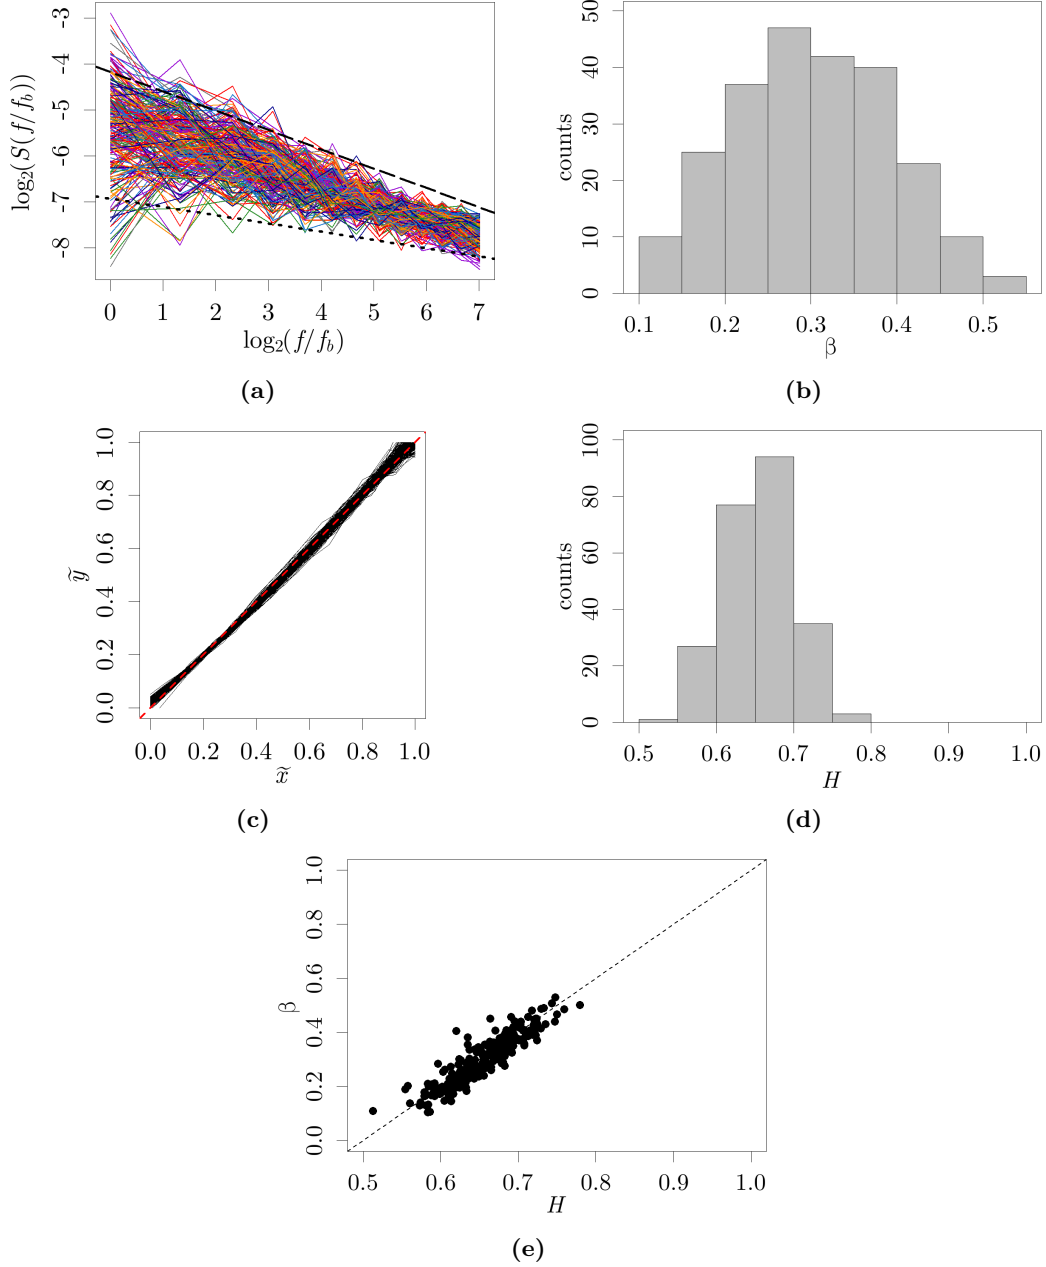 log₂(S(f/f_b))
-3
-4
-5
-6
-7
-8
0 1 2 3 4 5 6 7
log₂(f/f_b)
(a)
counts
50
40
30
20
10
0
0.1 0.2 0.3 0.4 0.5
β
(b)
ỹ
1.0
0.8
0.6
0.4
0.2
0.0
0.0 0.2 0.4 0.6 0.8 1.0
x̃
(c)
counts
100
80
60
40
20
0
0.5 0.6 0.7 0.8 0.9 1.0
H
(d)
β
1.0
0.8
0.6
0.4
0.2
0.0
0.5 0.6 0.7 0.8 0.9 1.0
H
(e)